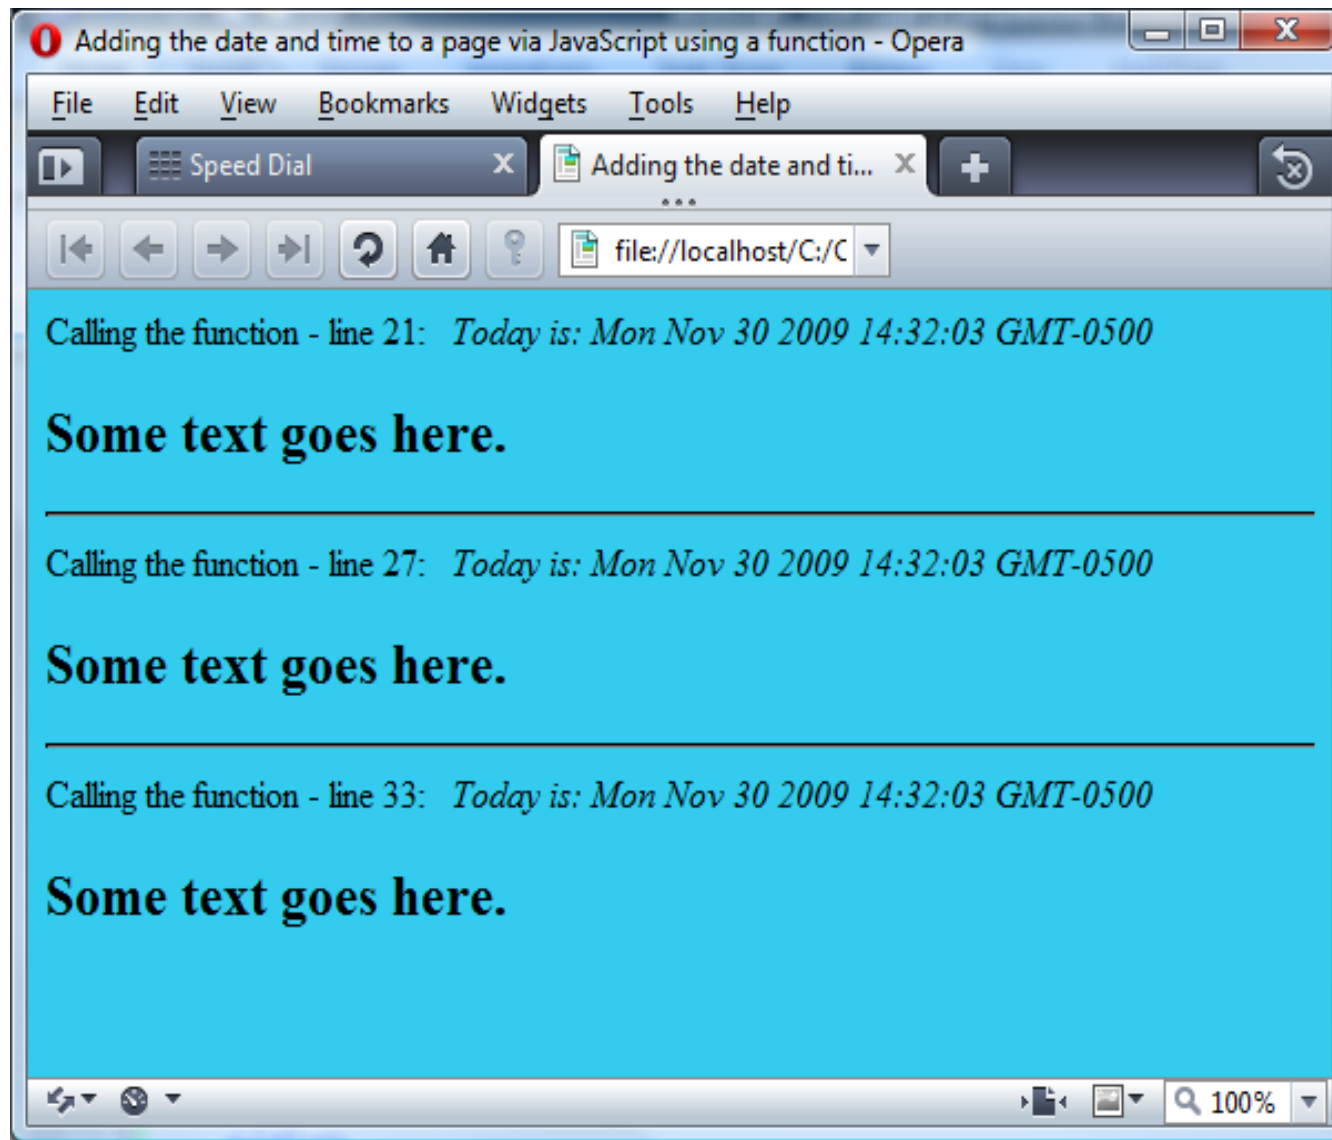 Adding the date and time to a page via JavaScript using a function - Opera
File Edit View Bookmarks Widgets Tools Help
Speed Dial
Adding the date and ti...
file://localhost/C:/C
Calling the function - line 21: Today is: Mon Nov 30 2009 14:32:03 GMT-0500
Some text goes here.
Calling the function - line 27: Today is: Mon Nov 30 2009 14:32:03 GMT-0500
Some text goes here.
Calling the function - line 33: Today is: Mon Nov 30 2009 14:32:03 GMT-0500
Some text goes here.
100%